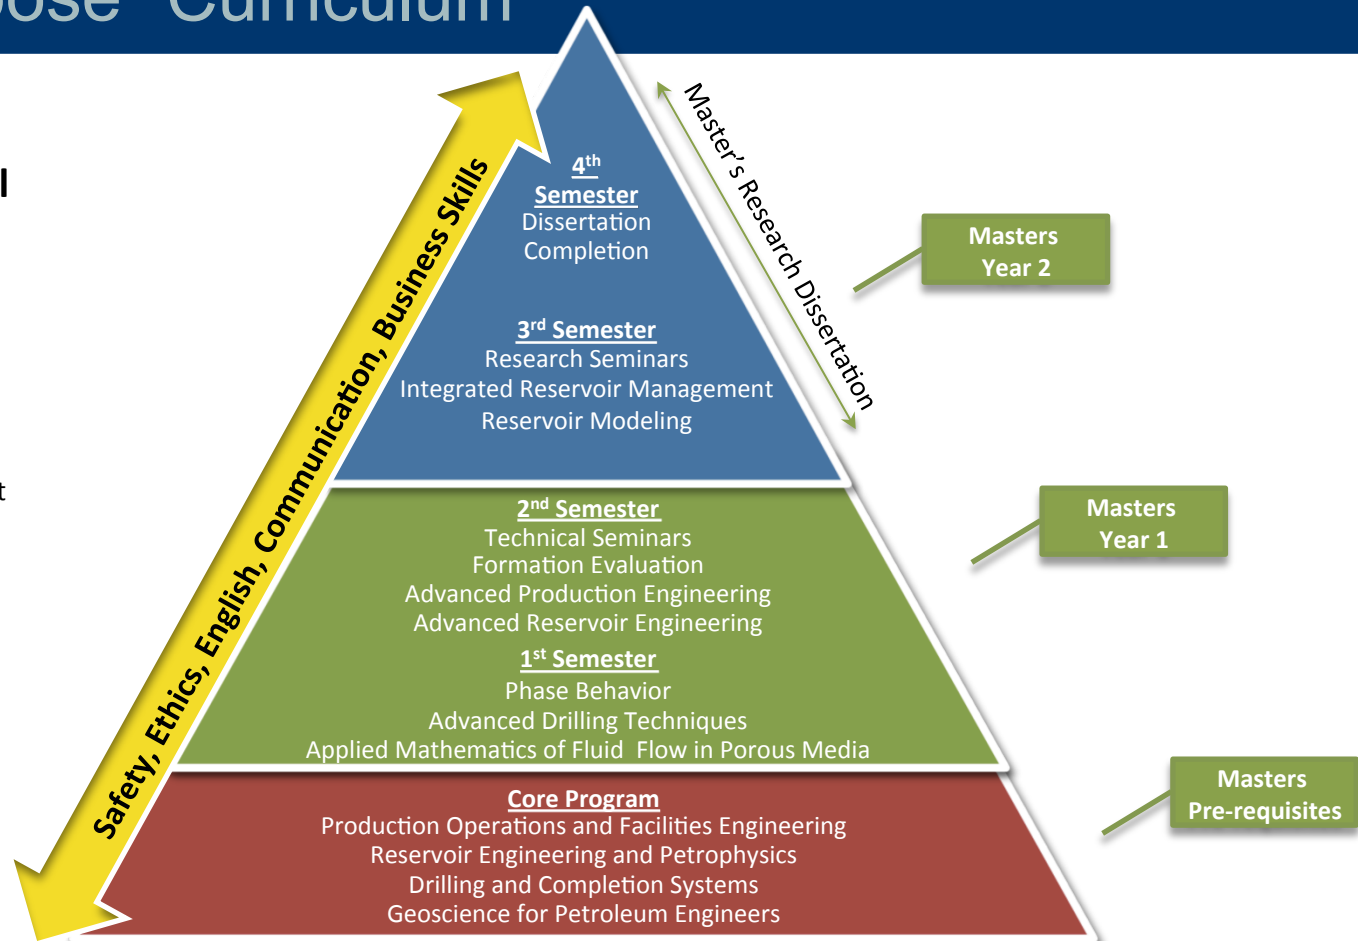 Curriculum
4th
Semester
Dissertation
Completion
3rd Semester
Research Seminars
Integrated Reservoir Management
Reservoir Modeling
2nd Semester
Technical Seminars
Formation Evaluation
Advanced Production Engineering
Advanced Reservoir Engineering
1st Semester
Phase Behavior
Advanced Drilling Techniques
Applied Mathematics of Fluid Flow in Porous Media
Core Program
Production Operations and Facilities Engineering
Reservoir Engineering and Petrophysics
Drilling and Completion Systems
Geoscience for Petroleum Engineers
Safety, Ethics, English, Communication, Business Skills
Master's Research Dissertation
Masters
Year 2
Masters
Year 1
Masters
Pre-requisites